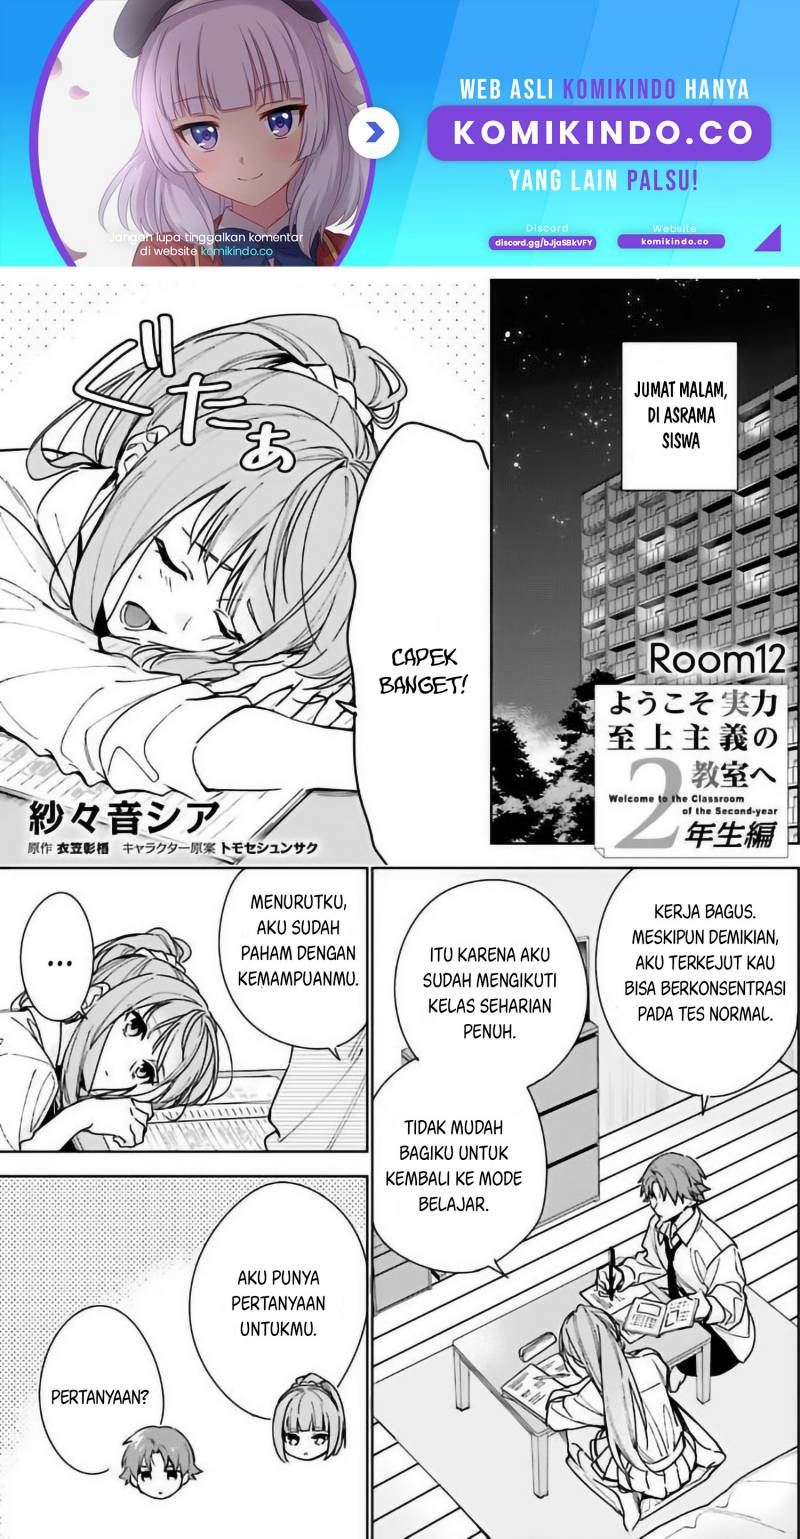 WEB ASLI KOMIKINDO HANYA
KOMIKINDO.CO
YANG LAIN PALSU!
Discord
discord.gg/bJjaSBkVFY
Website
komikindo.co
Jangan lupa tinggalkan komentar
di website komikindo.co
JUMAT MALAM,
DI ASRAMA
SISWA
Room12
ようこそ実力
至上主義の
教室へ
Welcome to the Classroom
of the Second-year
2年生編
ぐたぁ
CAPEK
BANGET!
紗々音シア
原作 衣笠彰梧 キャラクター原案 トモセシュンサク
KERJA BAGUS.
MESKIPUN DEMIKIAN,
AKU TERKEJUT KAU
BISA BERKONSENTRASI
PADA TES NORMAL.
ITU KARENA AKU
SUDAH MENGIKUTI
KELAS SEHARIAN
PENUH.
TIDAK MUDAH
BAGIKU UNTUK
KEMBALI KE MODE
BELAJAR.
MENURUTKU,
AKU SUDAH
PAHAM DENGAN
KEMAMPUANMU.
...
AKU PUNYA
PERTANYAAN
UNTUKMU.
PERTANYAAN?